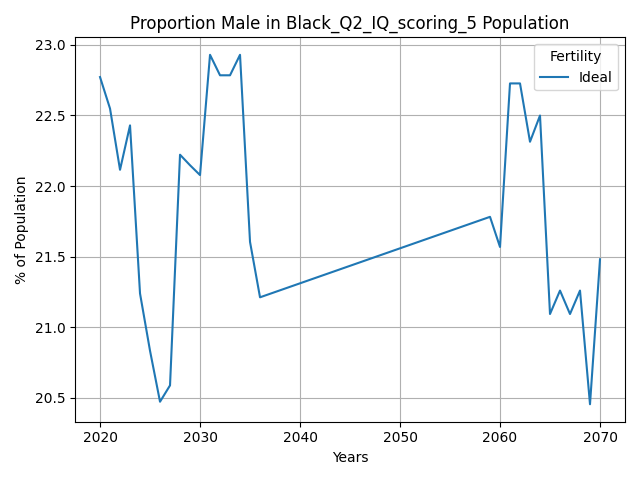 Proportion Male in Black_Q2_IQ_scoring_5 Population
23.0
22.5
22.0
21.5
21.0
20.5
% of Population
Fertility
Ideal
2020 2030 2040 2050 2060 2070
Years